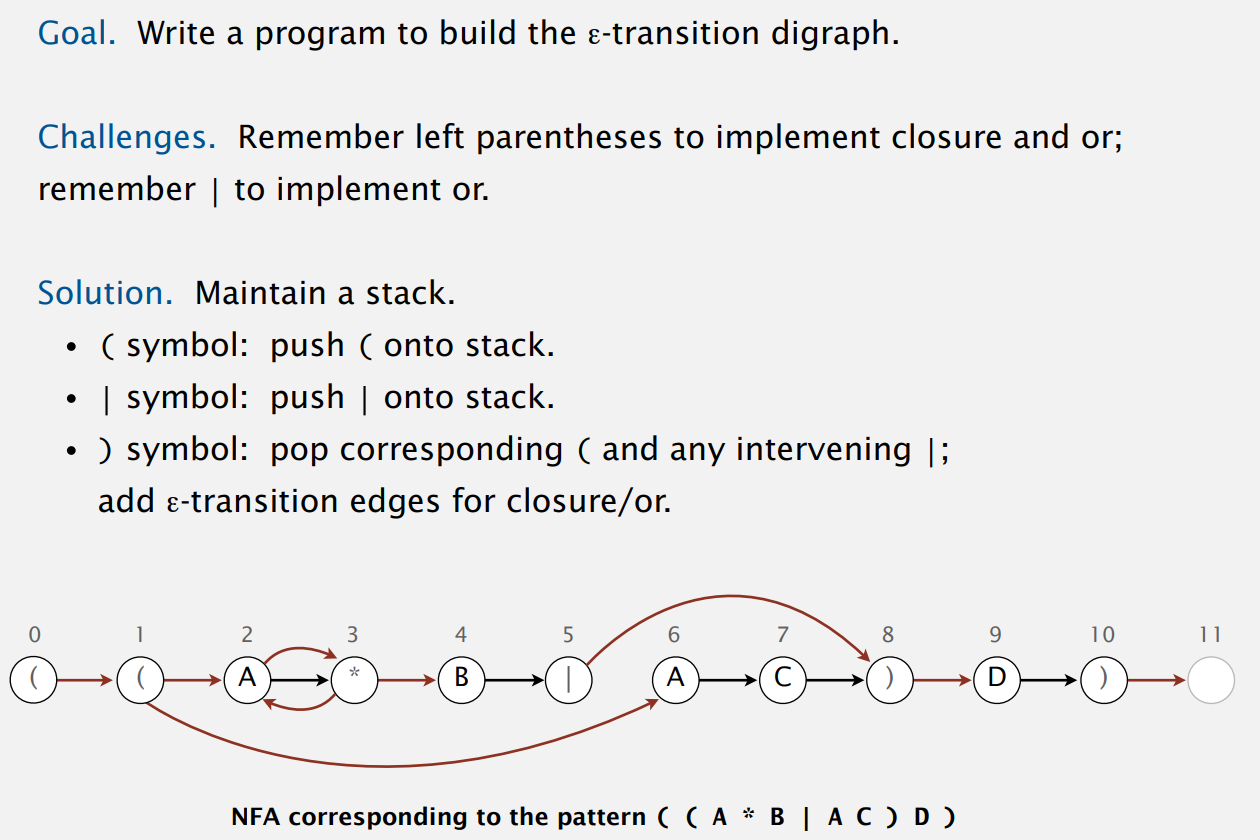 Goal. Write a program to build the ε-transition digraph.
Challenges. Remember left parentheses to implement closure and or;
remember | to implement or.
Solution. Maintain a stack.
• ( symbol: push ( onto stack.
• | symbol: push | onto stack.
• ) symbol: pop corresponding ( and any intervening |;
add ε-transition edges for closure/or.
0 1 2 3 4 5 6 7 8 9 10 11
( ( A * B | A C ) D )
NFA corresponding to the pattern ( ( A * B | A C ) D )